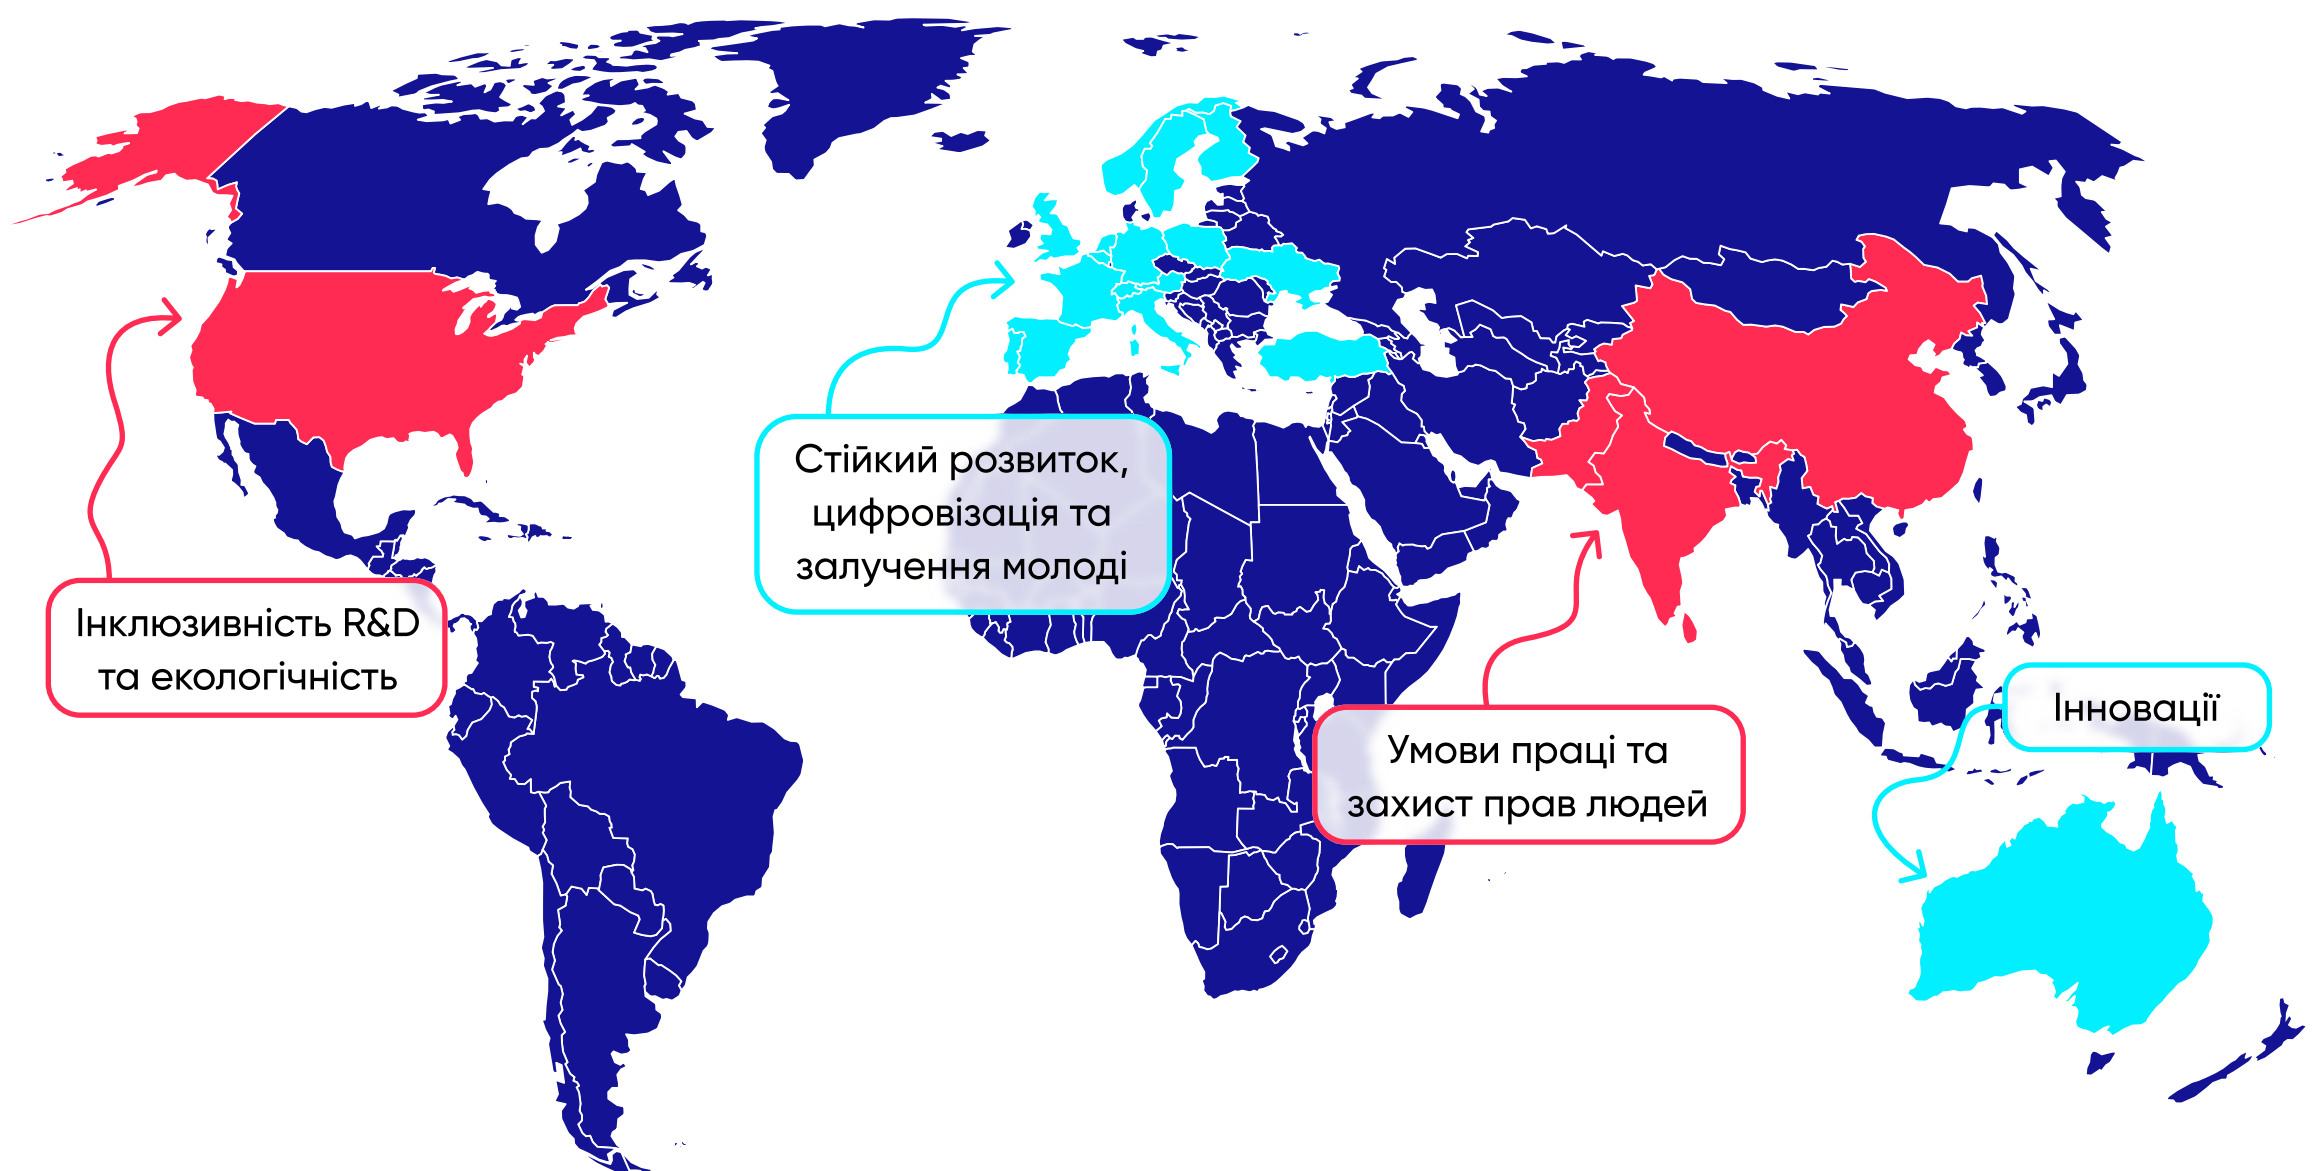 Стійкий розвиток,
цифровізація та
залучення молоді
Інклюзивність R&D
та екологічність
Умови праці та
захист прав людей
Інновації